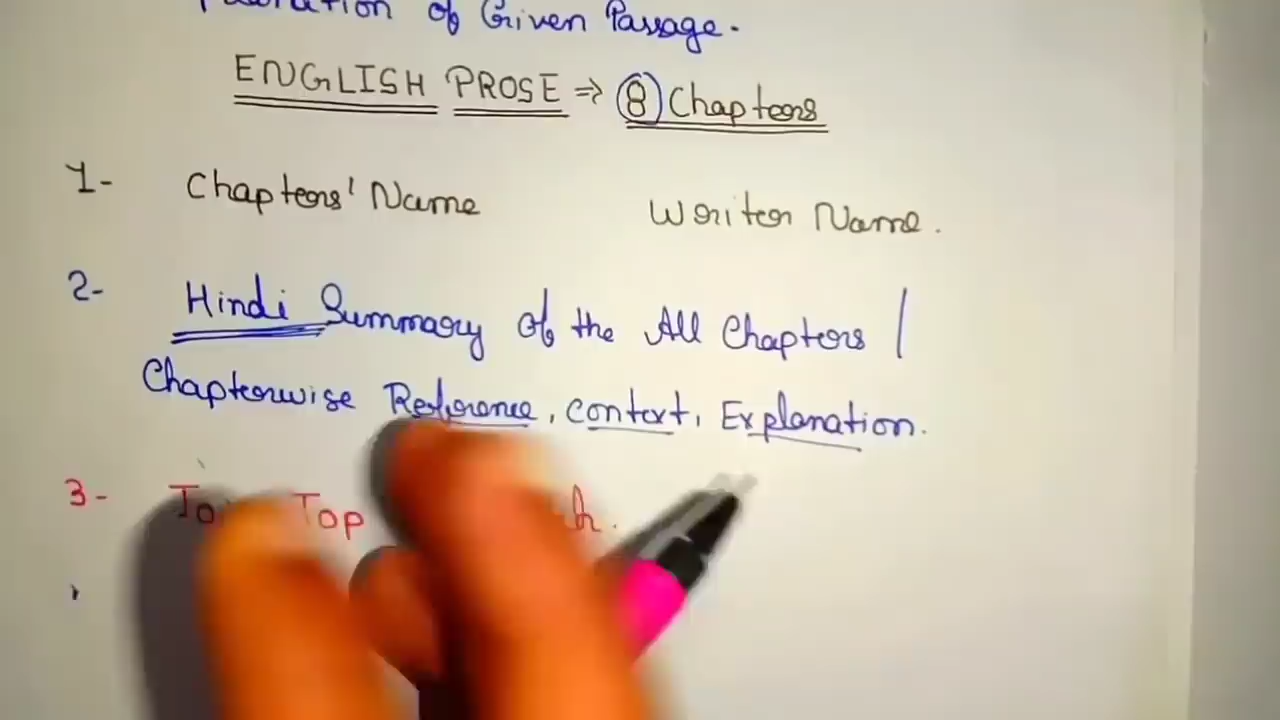 of Given Passage.
ENGLISH PROSE ⇒ 8 Chapters
1- Chapters' Name Writer Name.
2- Hindi Summary of the All Chapters |
Chapterwise Reference, context, Explanation.
3- Top